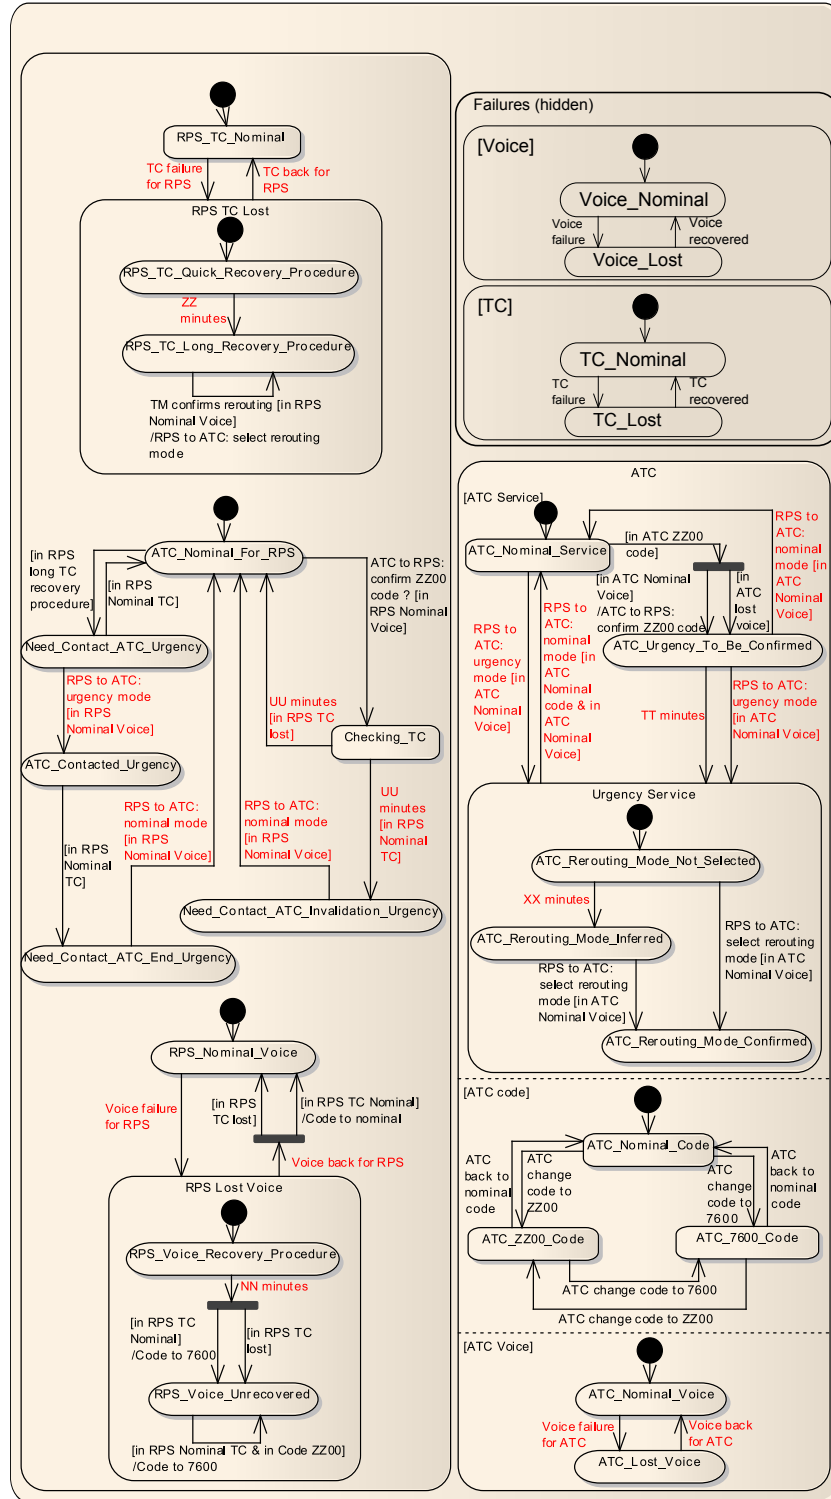 RPS_TC_Nominal
TC failure
for RPS
TC back for
RPS
RPS TC Lost
RPS_TC_Quick_Recovery_Procedure
ZZ
minutes
RPS_TC_Long_Recovery_Procedure
TM confirms rerouting [in RPS
Nominal Voice]
/RPS to ATC: select rerouting
mode
ATC_Nominal_For_RPS
[in RPS
long TC
recovery
procedure]
[in RPS
Nominal TC]
ATC to RPS:
confirm ZZ00
code ? [in
RPS Nominal
Voice]
Need_Contact_ATC_Urgency
RPS to ATC:
urgency mode
[in RPS
Nominal Voice]
UU minutes
[in RPS TC
lost]
Checking_TC
ATC_Contacted_Urgency
RPS to ATC:
nominal mode
[in RPS
Nominal Voice]
RPS to ATC:
nominal mode
[in RPS
Nominal Voice]
UU
minutes
[in RPS
Nominal
TC]
[in RPS
Nominal
TC]
Need_Contact_ATC_Invalidation_Urgency
Need_Contact_ATC_End_Urgency
RPS_Nominal_Voice
Voice failure
for RPS
[in RPS
TC lost]
[in RPS TC Nominal]
/Code to nominal
Voice back for RPS
RPS Lost Voice
RPS_Voice_Recovery_Procedure
NN minutes
[in RPS TC
Nominal]
/Code to 7600
[in RPS TC
lost]
RPS_Voice_Unrecovered
[in RPS Nominal TC & in Code ZZ00]
/Code to 7600
Failures (hidden)
[Voice]
Voice_Nominal
Voice
failure
Voice
recovered
Voice_Lost
[TC]
TC_Nominal
TC
failure
TC
recovered
TC_Lost
ATC
[ATC Service]
ATC_Nominal_Service
[in ATC ZZ00
code]
RPS to
ATC:
nominal
mode [in
ATC
Nominal
Voice]
[in ATC Nominal
Voice]
/ATC to RPS:
confirm ZZ00 code
[in
ATC
lost
voice]
ATC_Urgency_To_Be_Confirmed
RPS to
ATC:
urgency
mode [in
ATC
Nominal
Voice]
RPS to
ATC:
nominal
mode [in
ATC
Nominal
code & in
ATC
Nominal
Voice]
TT minutes
RPS to ATC:
urgency mode
[in ATC
Nominal Voice]
Urgency Service
ATC_Rerouting_Mode_Not_Selected
XX minutes
ATC_Rerouting_Mode_Inferred
RPS to ATC:
select rerouting
mode [in ATC
Nominal Voice]
RPS to ATC:
select rerouting
mode [in ATC
Nominal Voice]
ATC_Rerouting_Mode_Confirmed
[ATC code]
ATC_Nominal_Code
ATC
back to
nominal
code
ATC
change
code to
ZZ00
ATC
change
code to
7600
ATC
back to
nominal
code
ATC_ZZ00_Code
ATC_7600_Code
ATC change code to 7600
ATC change code to ZZ00
[ATC Voice]
ATC_Nominal_Voice
Voice failure
for ATC
Voice back
for ATC
ATC_Lost_Voice